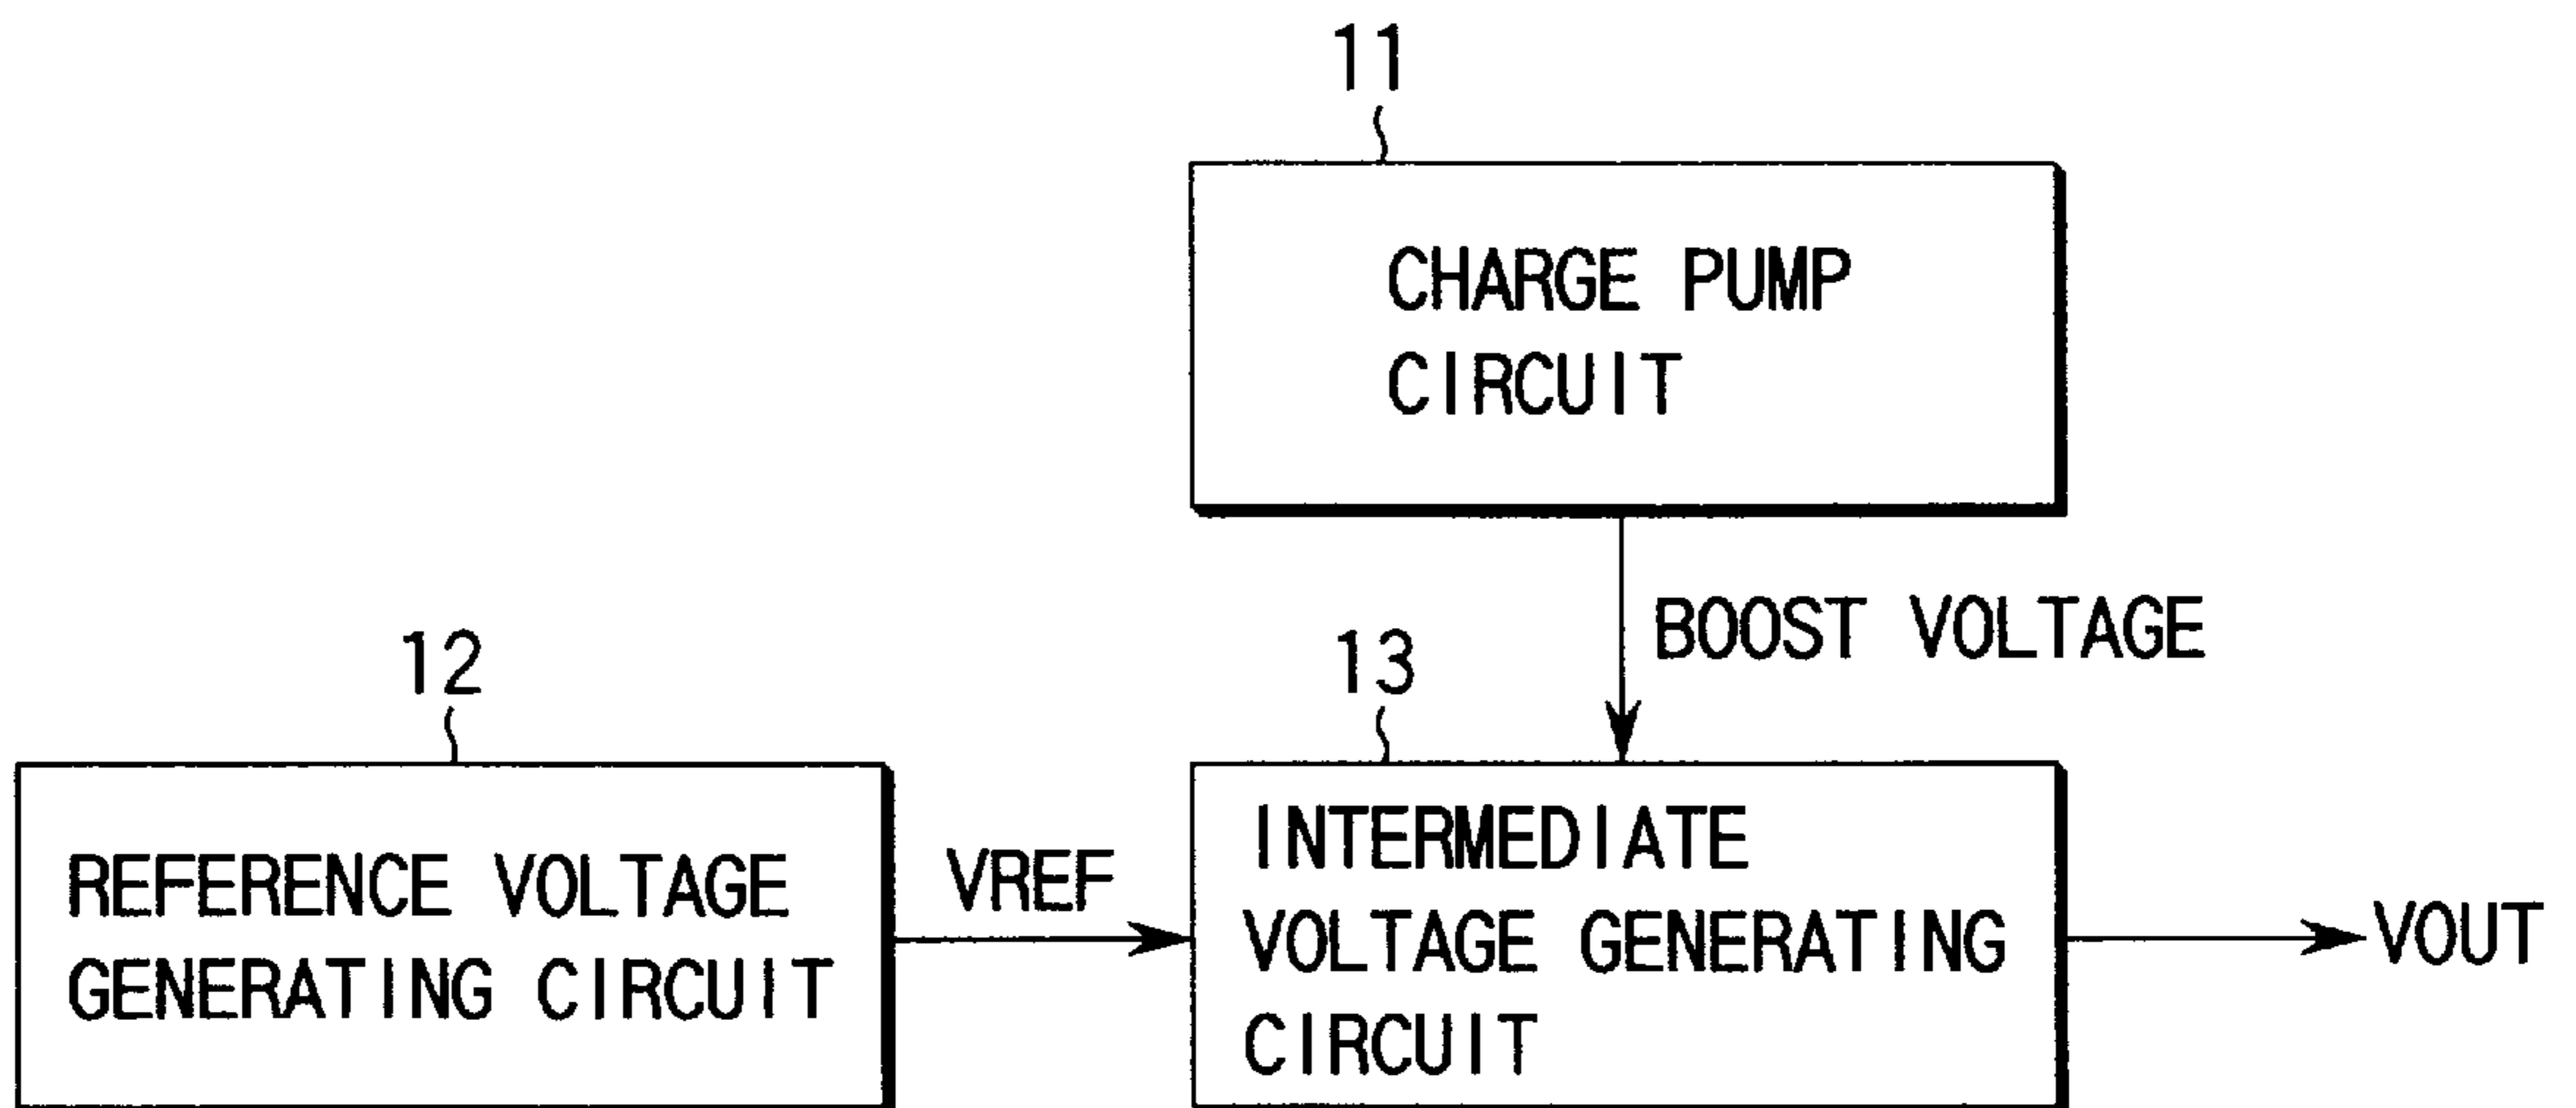 11
CHARGE PUMP
CIRCUIT
BOOST VOLTAGE
12
13
REFERENCE VOLTAGE
GENERATING CIRCUIT
VREF
INTERMEDIATE
VOLTAGE GENERATING
CIRCUIT
VOUT